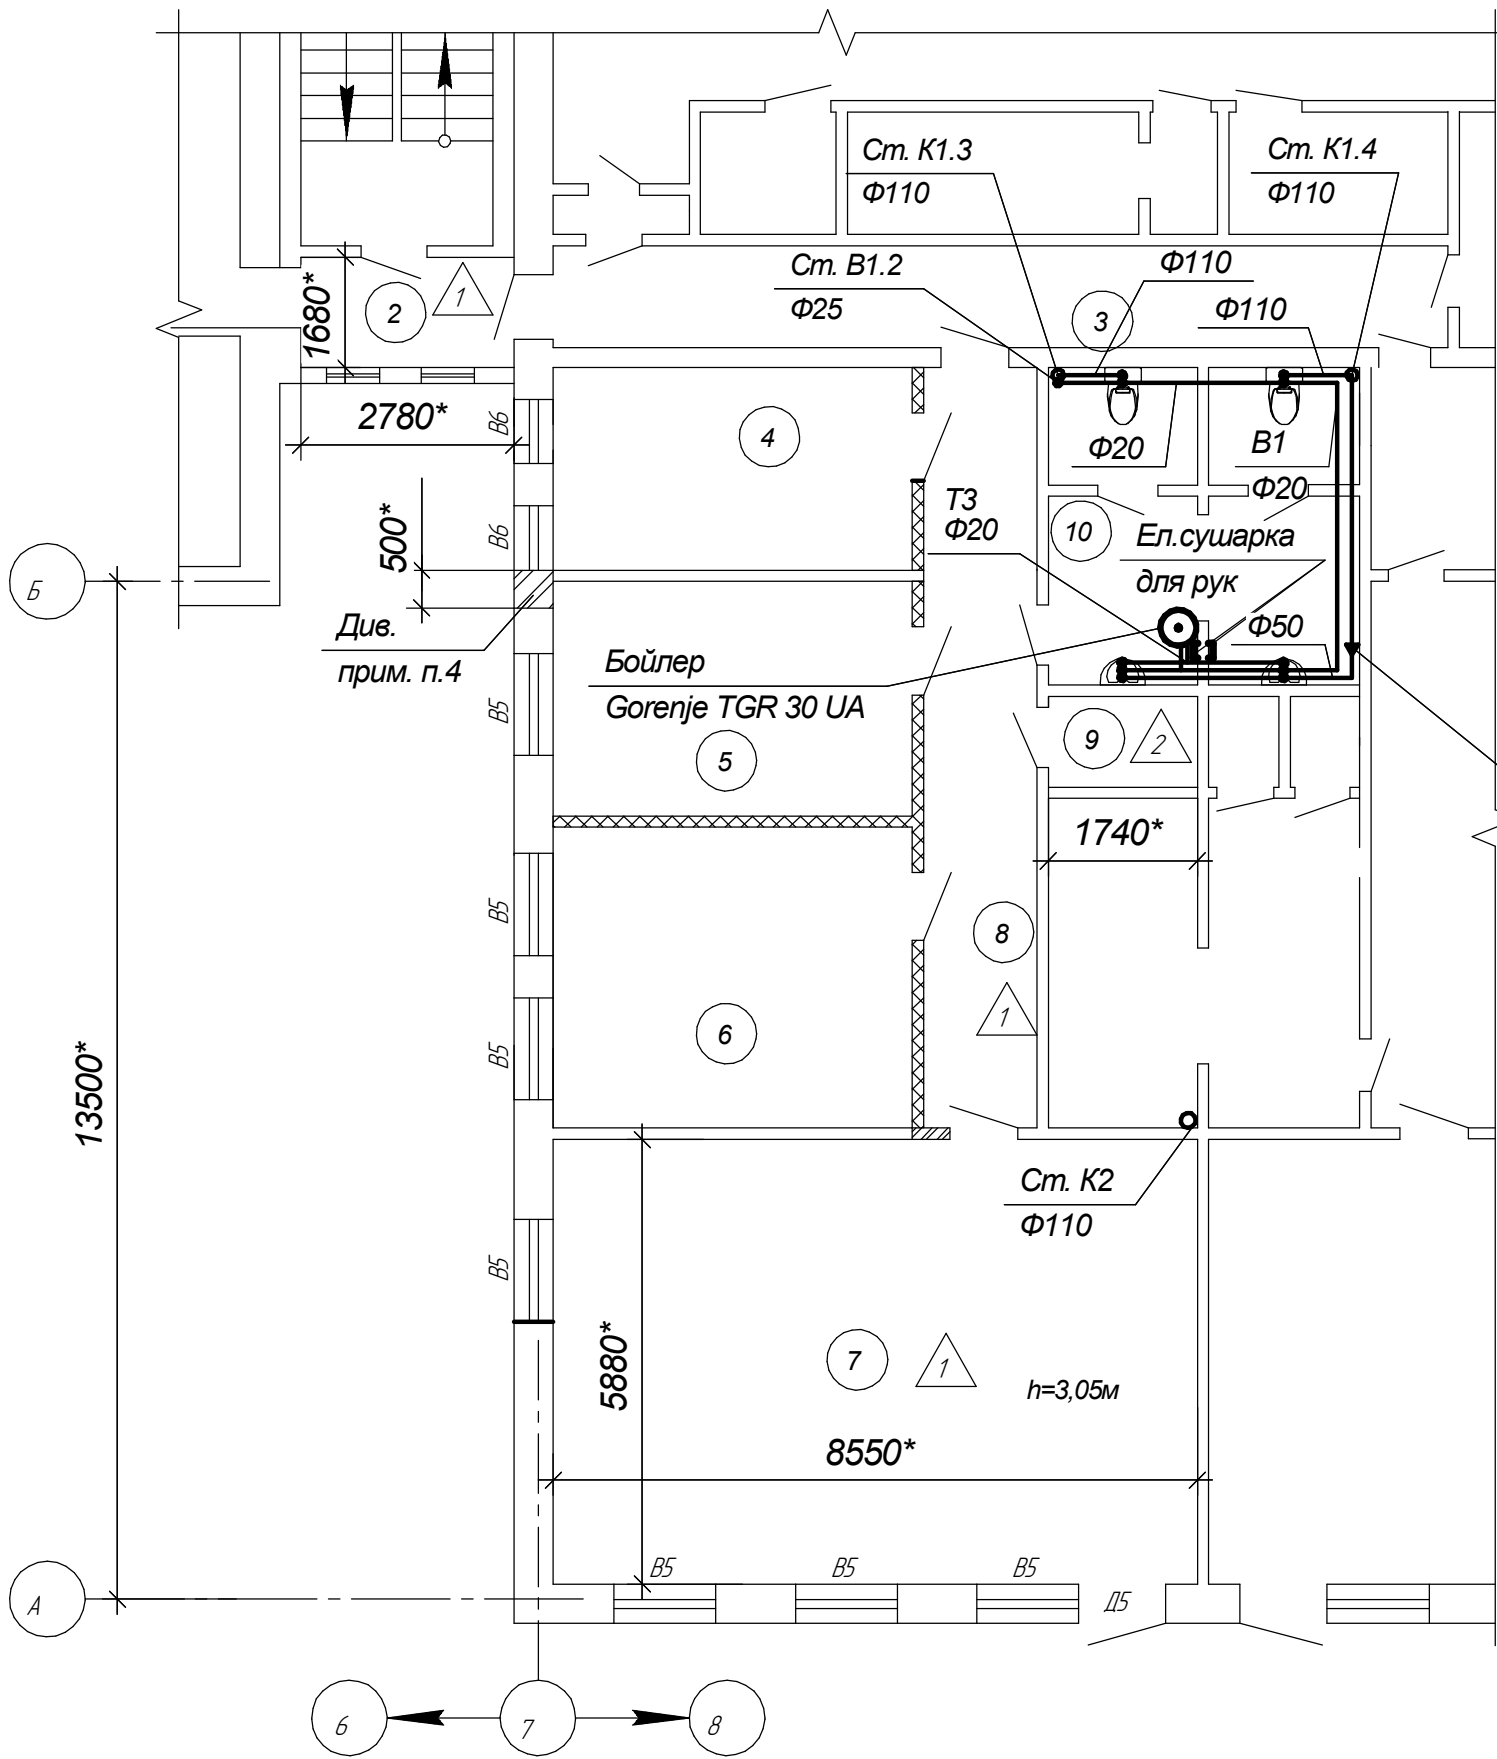 Ст. К1.3
Ф110
Ст. К1.4
Ф110
Ст. В1.2
Ф25
Ф110
Ф110
1680*
2
1
3
2780*
В6
4
Ф20
В1
Ф20
500*
В6
Т3
Ф20
10
Ел.сушарка
для рук
Б
Див.
прим. п.4
Бойлер
Gorenje TGR 30 UA
Ф50
В5
5
9
2
1740*
В5
8
1
6
В5
13500*
Ст. К2
Ф110
В5
5880*
7
1
h=3,05м
8550*
В5
В5
В5
Д5
А
6
7
8